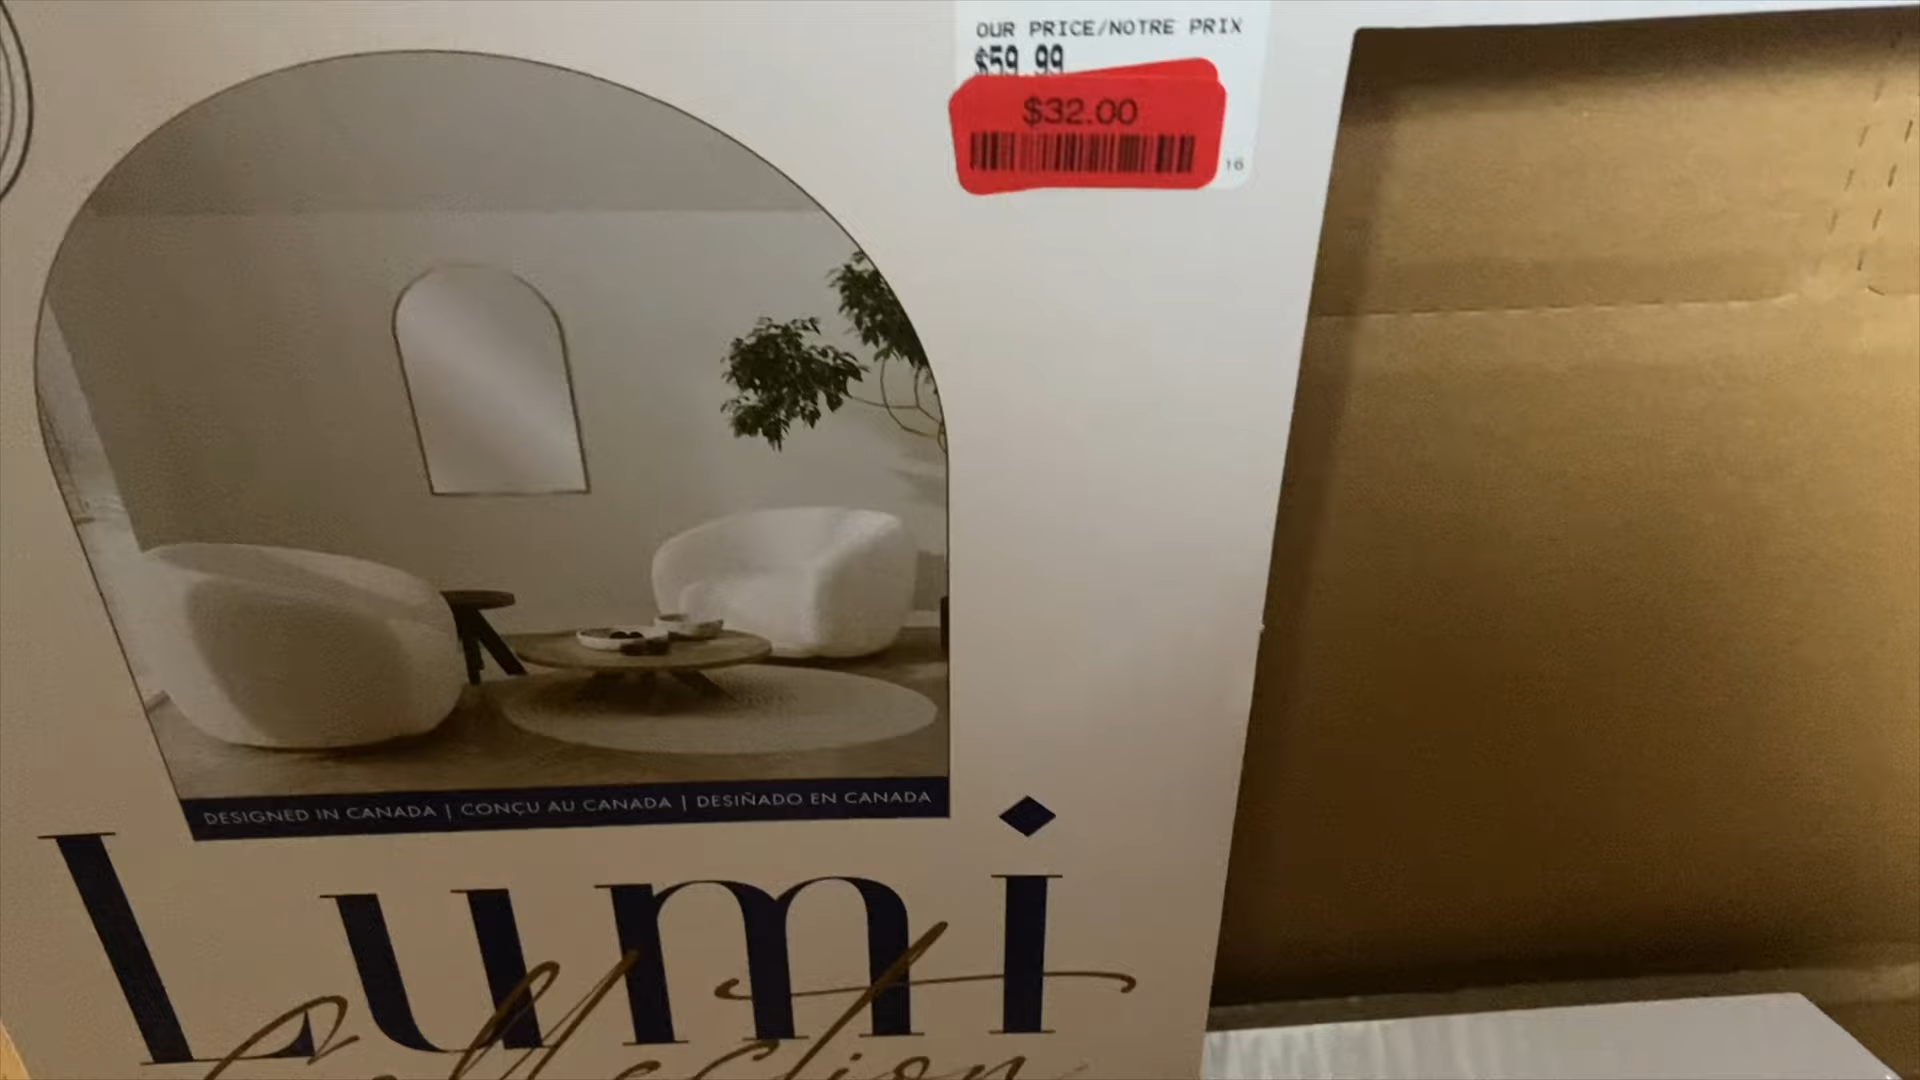 OUR PRICE/NOTRE PRIX
$59.99
$32.00
16
DESIGNED IN CANADA | CONÇU AU CANADA | DESIÑADO EN CANADA
Lumi
Collection